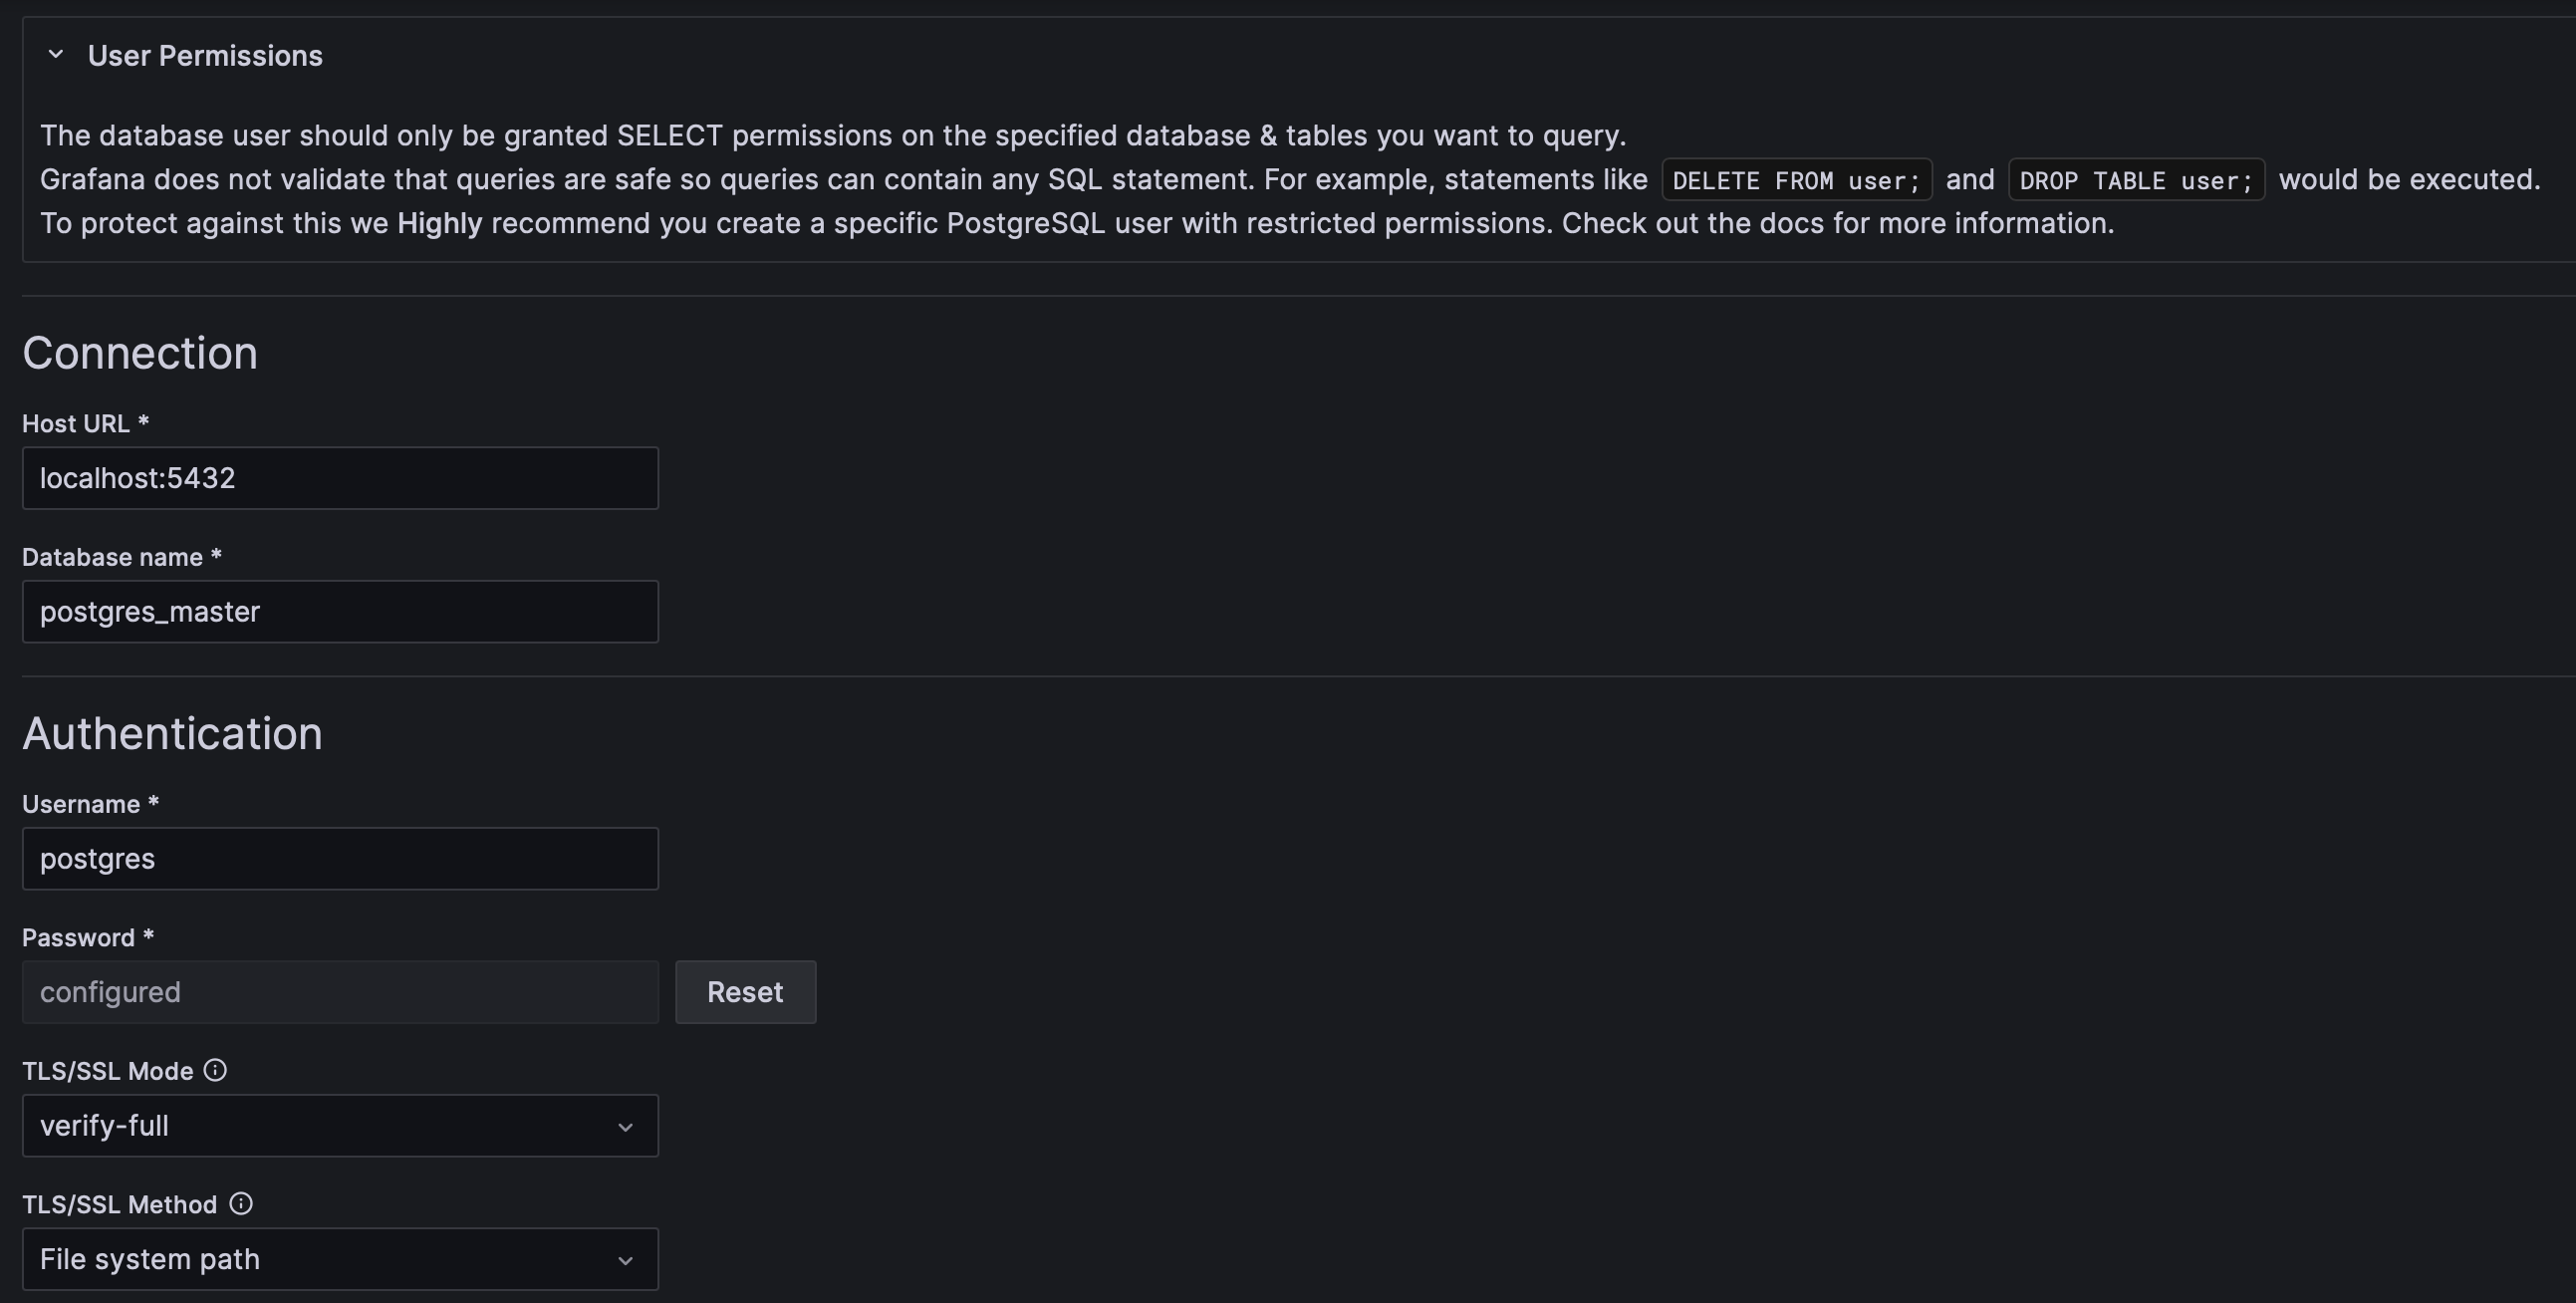 User Permissions
The database user should only be granted SELECT permissions on the specified database & tables you want to query.
Grafana does not validate that queries are safe so queries can contain any SQL statement. For example, statements like DELETE FROM user; and DROP TABLE user; would be executed.
To protect against this we Highly recommend you create a specific PostgreSQL user with restricted permissions. Check out the docs for more information.
Connection
Host URL *
localhost:5432
Database name *
postgres_master
Authentication
Username *
postgres
Password *
configured Reset
TLS/SSL Mode
verify-full
TLS/SSL Method
File system path